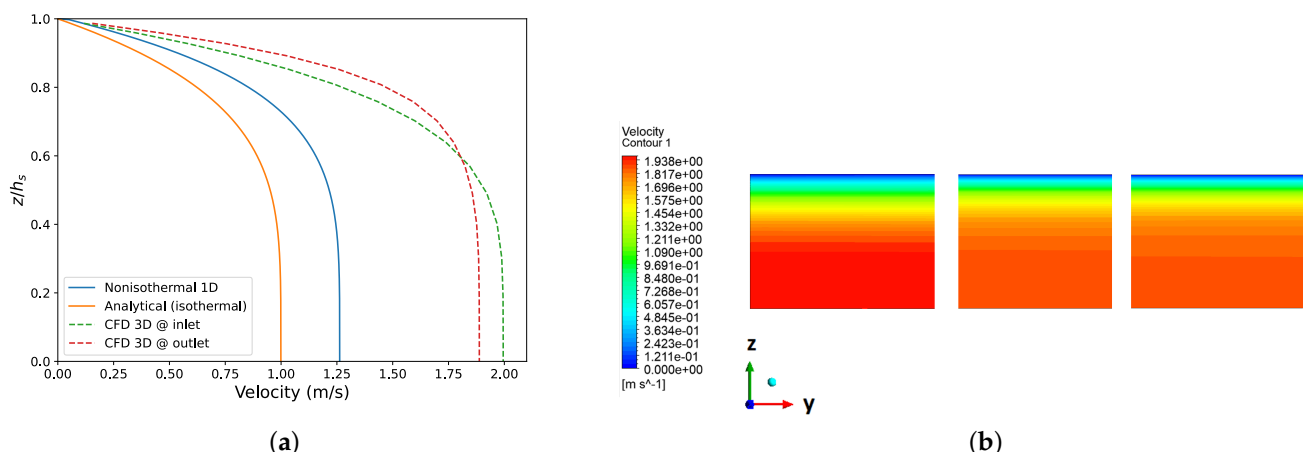 1.0
0.8
0.6
0.4
0.2
0.0
z/hₛ
Nonisothermal 1D
Analytical (isothermal)
CFD 3D @ inlet
CFD 3D @ outlet
0.00 0.25 0.50 0.75 1.00 1.25 1.50 1.75 2.00
Velocity (m/s)
(a)
Velocity
Contour 1
1.938e+00
1.817e+00
1.696e+00
1.575e+00
1.454e+00
1.332e+00
1.211e+00
1.090e+00
9.691e-01
8.480e-01
7.268e-01
6.057e-01
4.845e-01
3.634e-01
2.423e-01
1.211e-01
0.000e+00
[m s^-1]
z
y
(b)